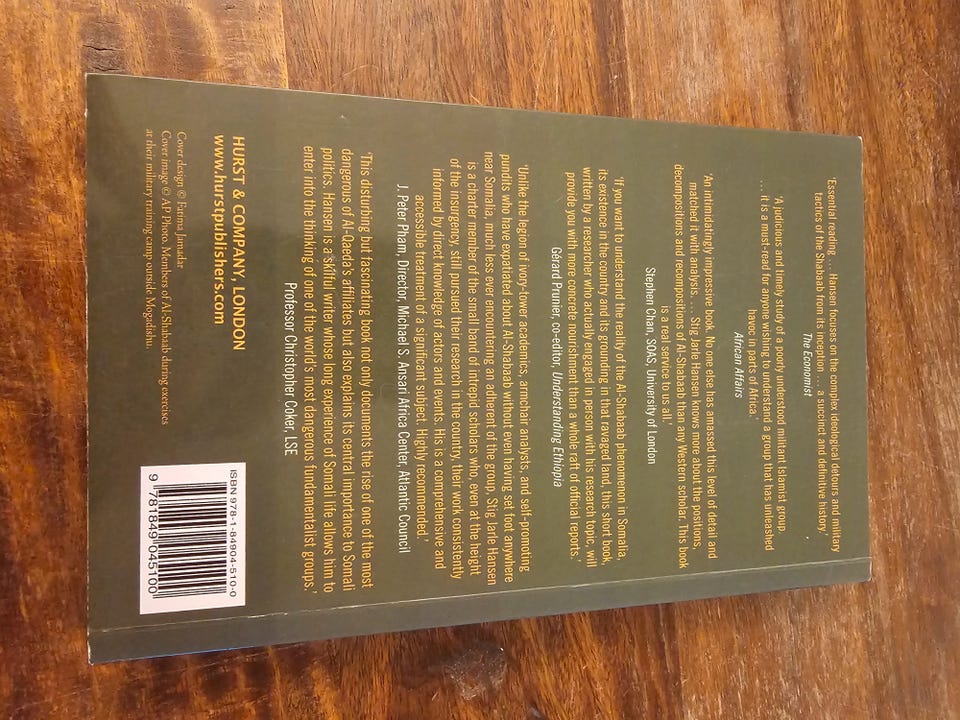 'Essential reading ... Hansen focuses on the complex ideological detours and military
tactics of the Shabaab from its inception ... a succinct and definitive history.'
The Economist
'A judicious and timely study of a poorly understood militant Islamist group.
... it is a must read for anyone wishing to understand a group that has unleashed
havoc in parts of Africa.'
African Affairs
'An intimidatingly impressive book. No one else has amassed this level of detail and
matched it with analysis ... Stig Jarle Hansen knows more about the positions,
decompositions and recompositions of Al-Shabaab than any Western scholar. This book
is a real service to us all.'
Stephen Chan, SOAS, University of London
'If you want to understand the reality of the Al-Shabaab phenomenon in Somalia,
its existence in the country and its grounding in that ravaged land, this short book,
written by a researcher who actually engaged in person with his research topic, will
provide you with more concrete nourishment than a whole raft of official reports.'
Gérard Prunier, co-editor, Understanding Ethiopia
'Unlike the legion of ivory-tower academics, armchair analysts, and self-promoting
pundits who have expatiated about Al-Shabaab without even having set foot anywhere
near Somalia, much less ever encountering an adherent of the group, Stig Jarle Hansen
is a charter member of the small band of intrepid scholars who, even at the height
of the insurgency, still pursued their research in the country, their work consistently
informed by direct knowledge of actors and events. His is a comprehensive and
accessible treatment of a significant subject. Highly recommended.'
J. Peter Pham, Director, Michael S. Ansari Africa Center, Atlantic Council
'This disturbing but fascinating book not only documents the rise of one of the most
dangerous of Al-Qaeda's affiliates but also explains its central importance to Somali
politics. Hansen is a skilful writer whose long experience of Somali life allows him to
enter into the thinking of one of the world's most dangerous fundamentalist groups.'
Professor Christopher Coker, LSE
HURST & COMPANY, LONDON
www.hurstpublishers.com
Cover design © Fatima Jamadar
Cover image © AP Photo. Members of Al-Shabaab during exercises
at their military training camp outside Mogadishu.
ISBN 978-1-84904-510-0
9 781849 045100